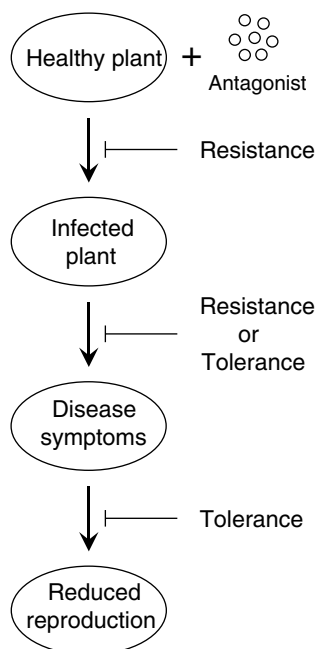 Healthy plant +
Antagonist
Resistance
Infected
plant
Resistance
or
Tolerance
Disease
symptoms
Tolerance
Reduced
reproduction